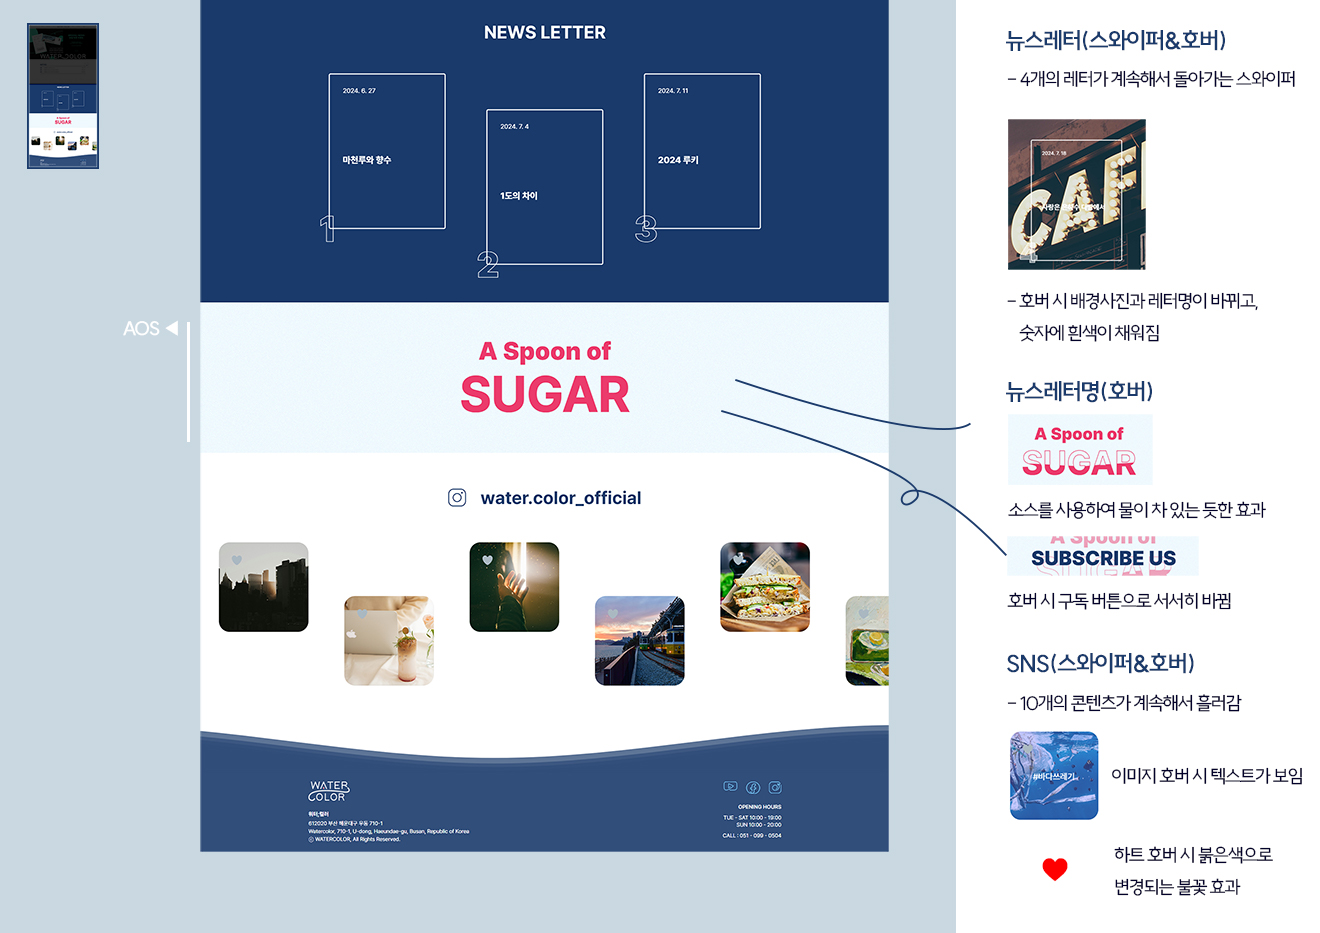 NEWS LETTER
2024. 6. 27
마천루와 향수
1
2024. 7. 4
1도의 차이
2
2024. 7. 11
2024 루키
3
AOS
A Spoon of
SUGAR
water.color_official
WATER
COLOR
워터;컬러
612020 부산 해운대구 우동 710-1
Watercolor, 710-1, U-dong, Haeundae-gu, Busan, Republic of Korea
ⓒ WATERCOLOR, All Rights Reserved.
OPENING HOURS
TUE - SAT 10:00 - 19:00
SUN 10:00 - 20:00
CALL : 051 - 099 - 0504
뉴스레터(스와이퍼&호버)
- 4개의 레터가 계속해서 돌아가는 스와이퍼
2024. 7. 18
CAF
4
- 호버 시 배경사진과 레터명이 바뀌고,
숫자에 흰색이 채워짐
뉴스레터명(호버)
A Spoon of
SUGAR
소스를 사용하여 물이 차 있는 듯한 효과
A Spoon of
SUBSCRIBE US
SUGAR
호버 시 구독 버튼으로 서서히 바뀜
SNS(스와이퍼&호버)
- 10개의 콘텐츠가 계속해서 흘러감
#바다쓰레기
이미지 호버 시 텍스트가 보임
하트 호버 시 붉은색으로
변경되는 불꽃 효과